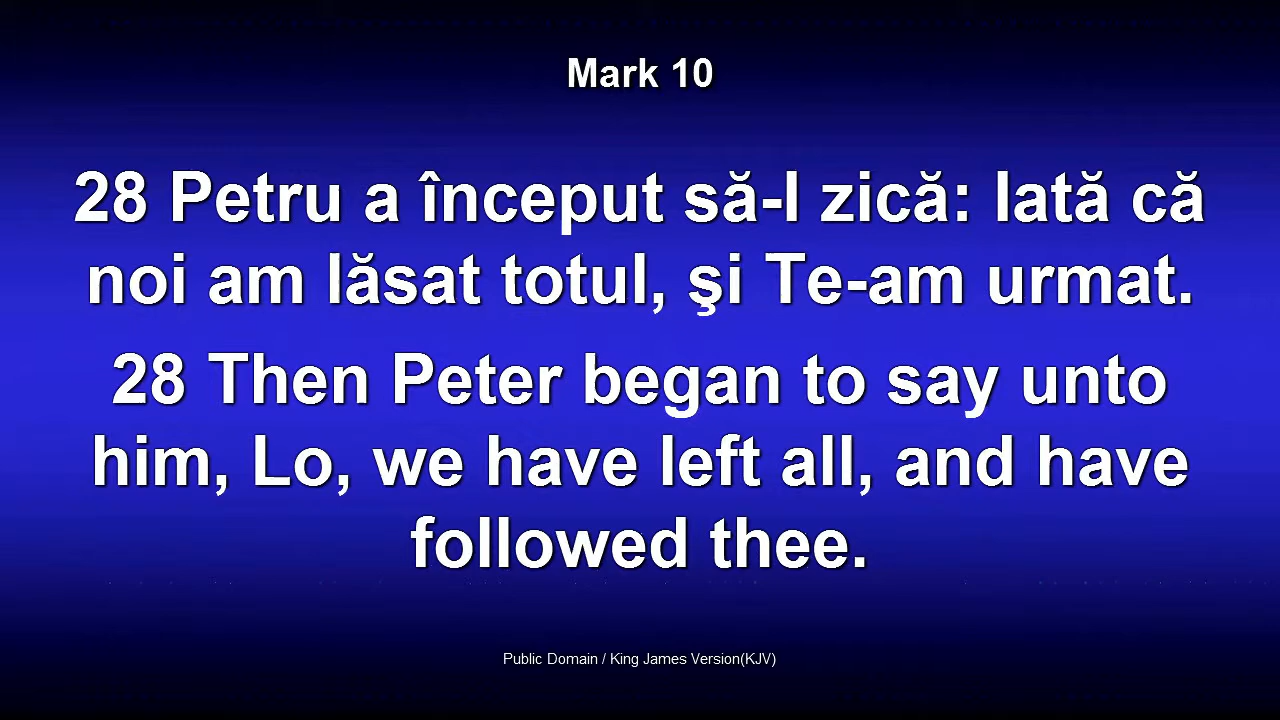 Mark 10
28 Petru a început să-I zică: Iată că
noi am lăsat totul, şi Te-am urmat.
28 Then Peter began to say unto
him, Lo, we have left all, and have
followed thee.
Public Domain / King James Version(KJV)